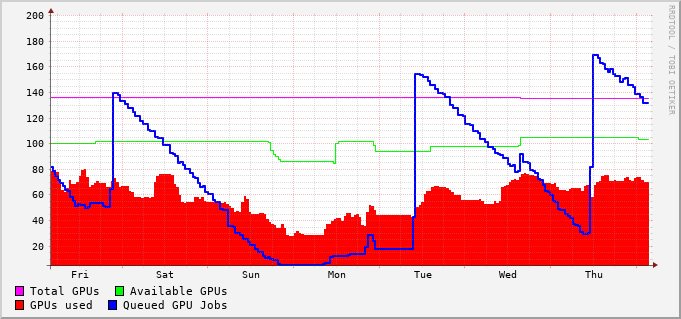 200
180
160
140
120
100
80
60
40
20
Fri Sat Sun Mon Tue Wed Thu
Total GPUs Available GPUs
GPUs used Queued GPU Jobs
RRDTOOL / TOBI OETIKER